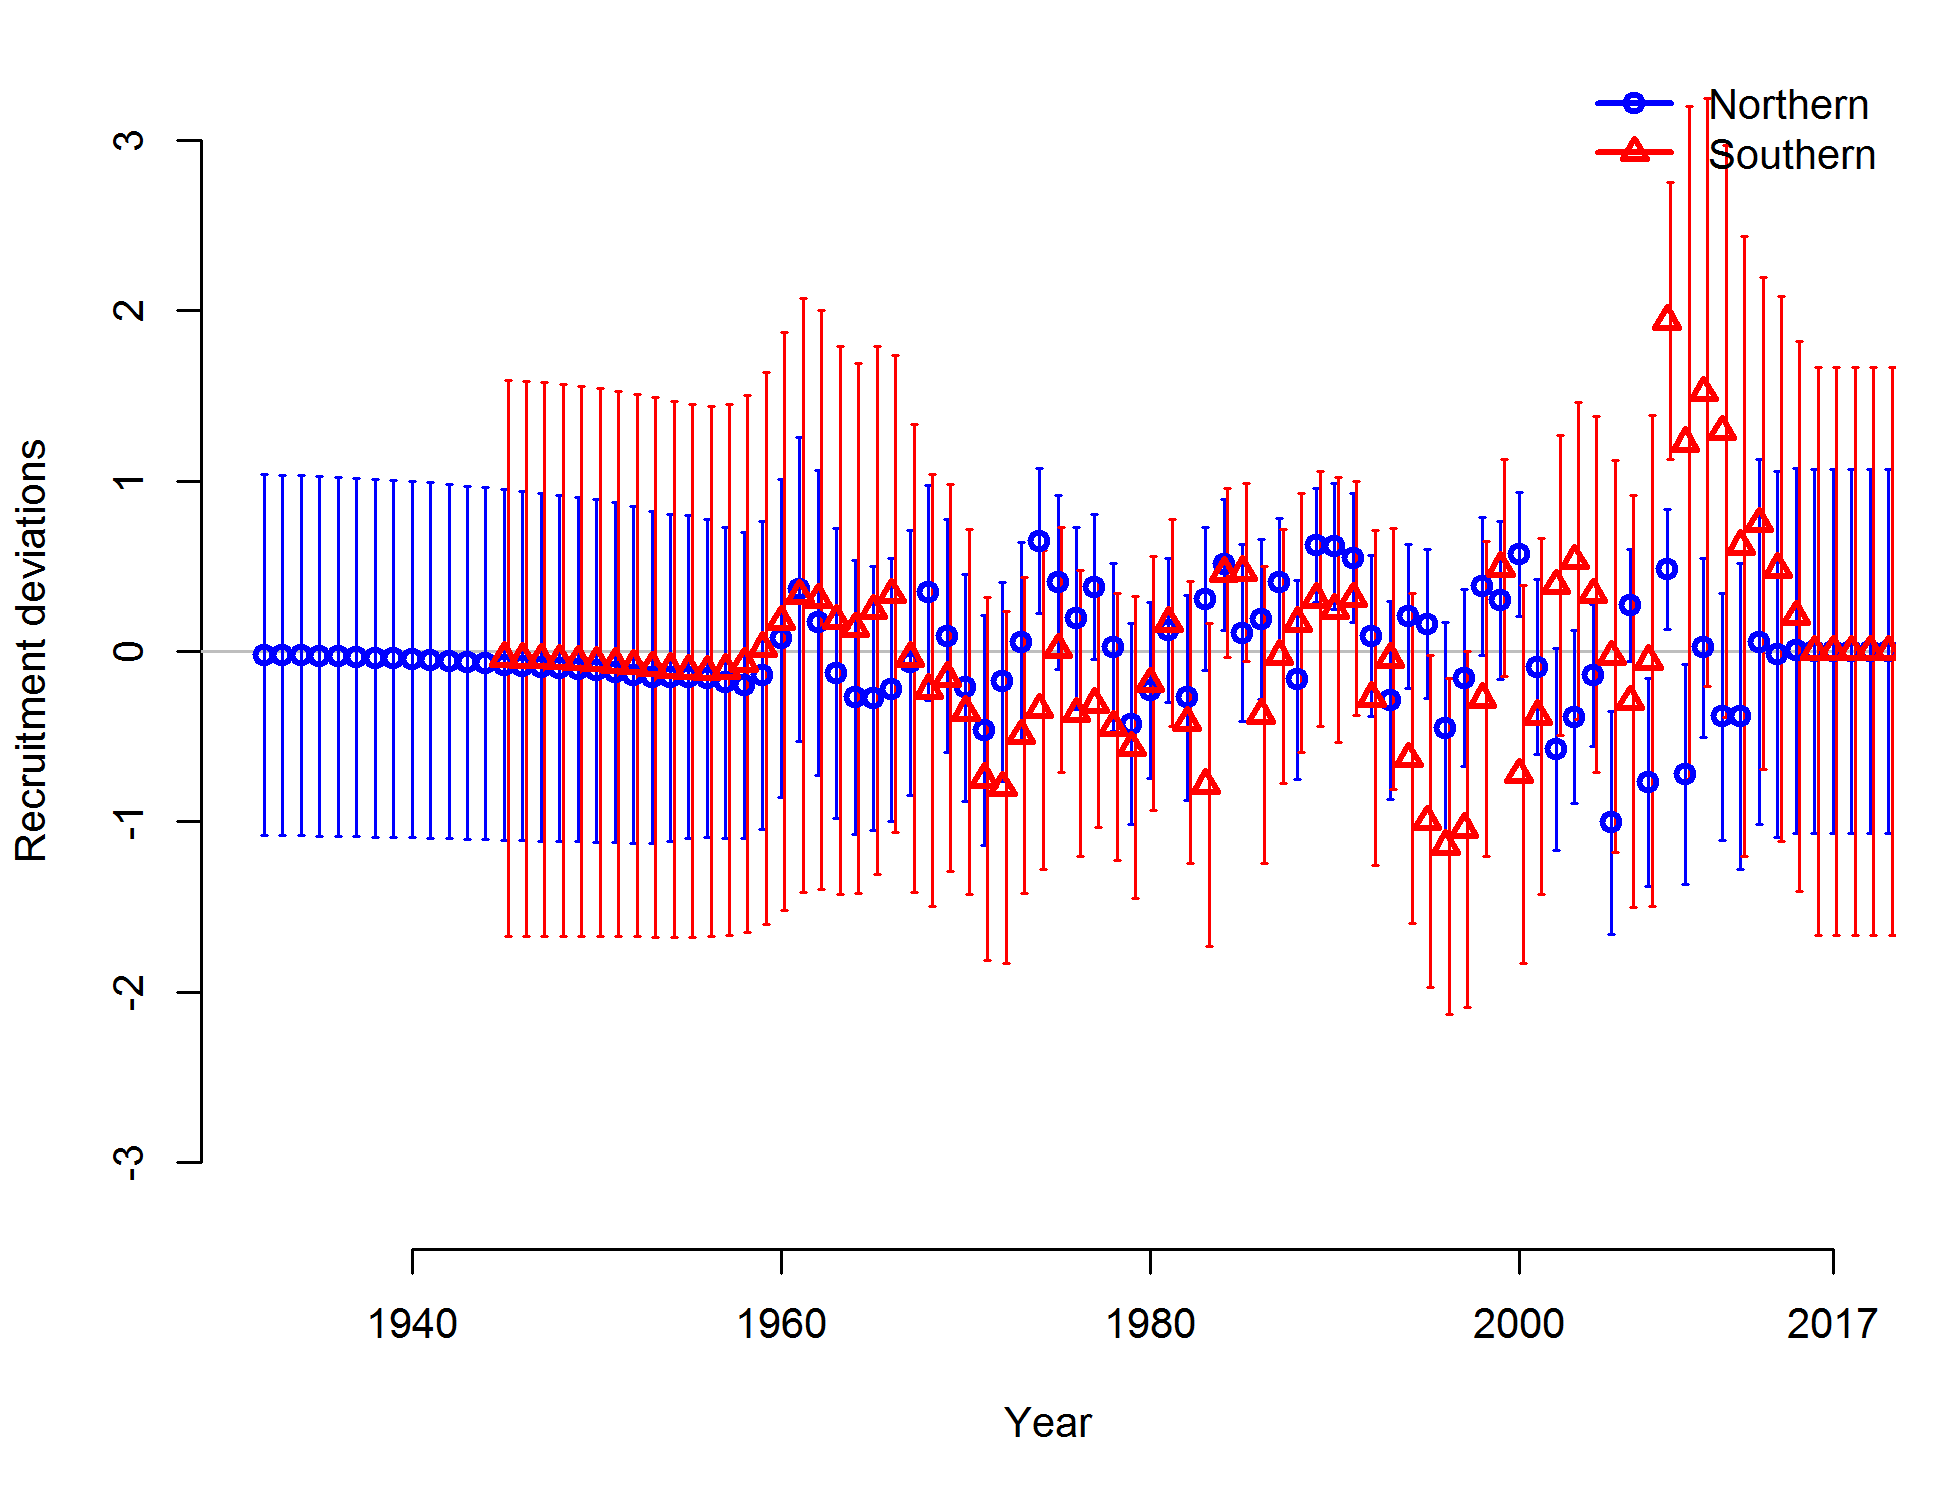 Northern
Southern
3
2
1
0
-1
-2
-3
Recruitment deviations
1940 1960 1980 2000 2017
Year